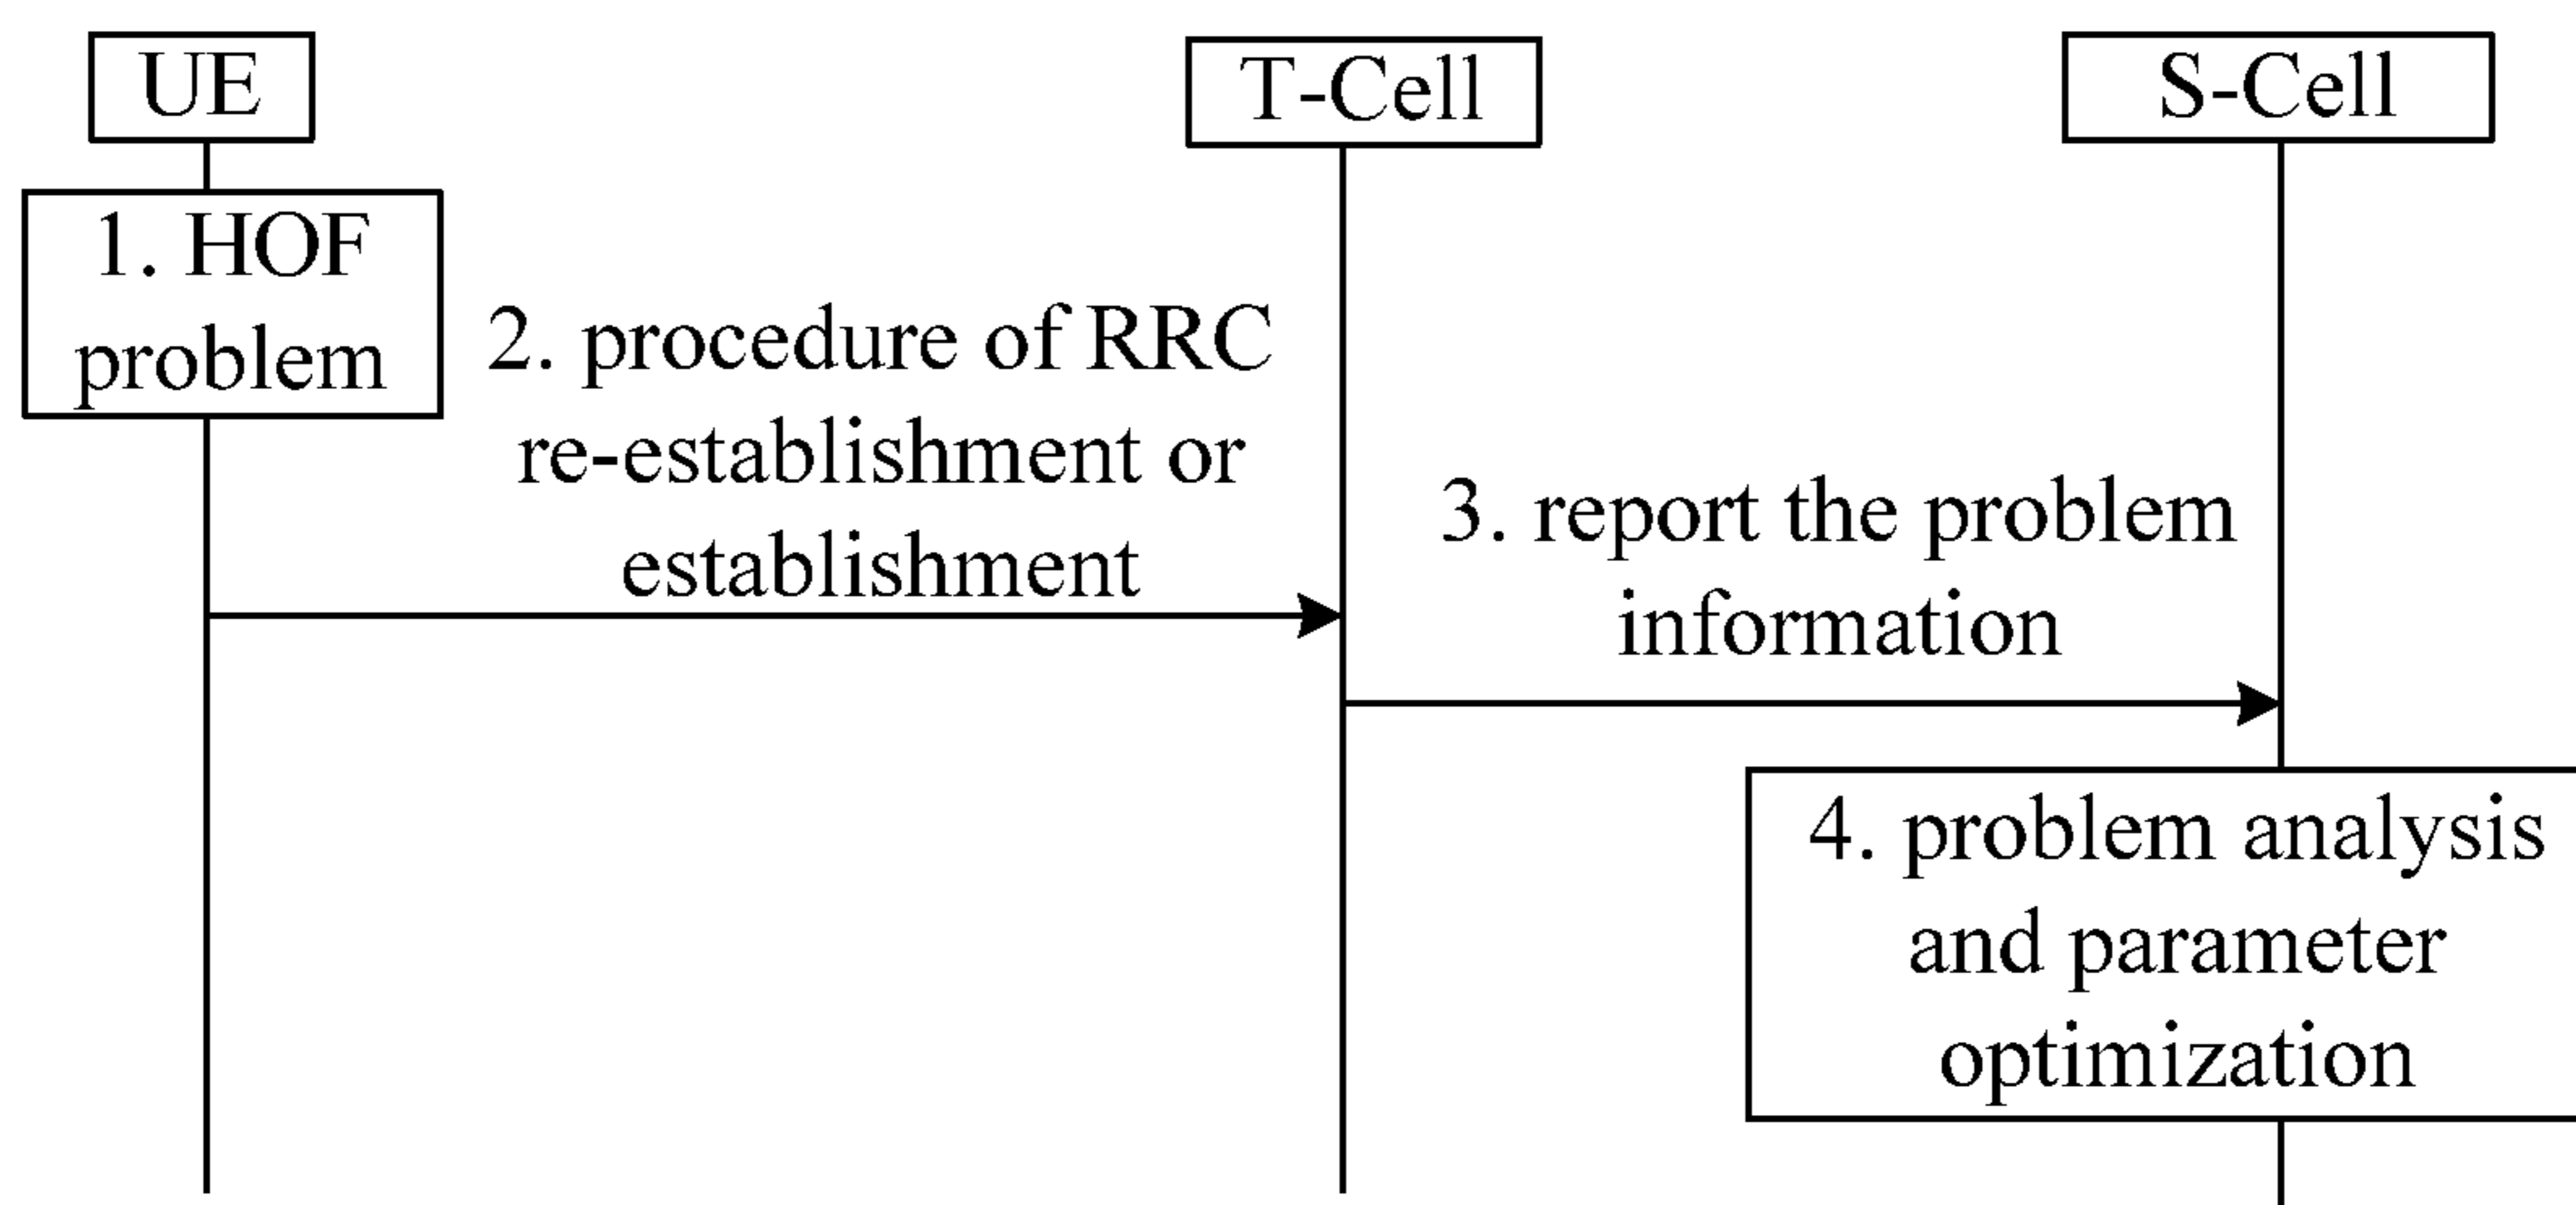 UE
T-Cell
S-Cell
1. HOF
problem
2. procedure of RRC
re-establishment or
establishment
3. report the problem
information
4. problem analysis
and parameter
optimization